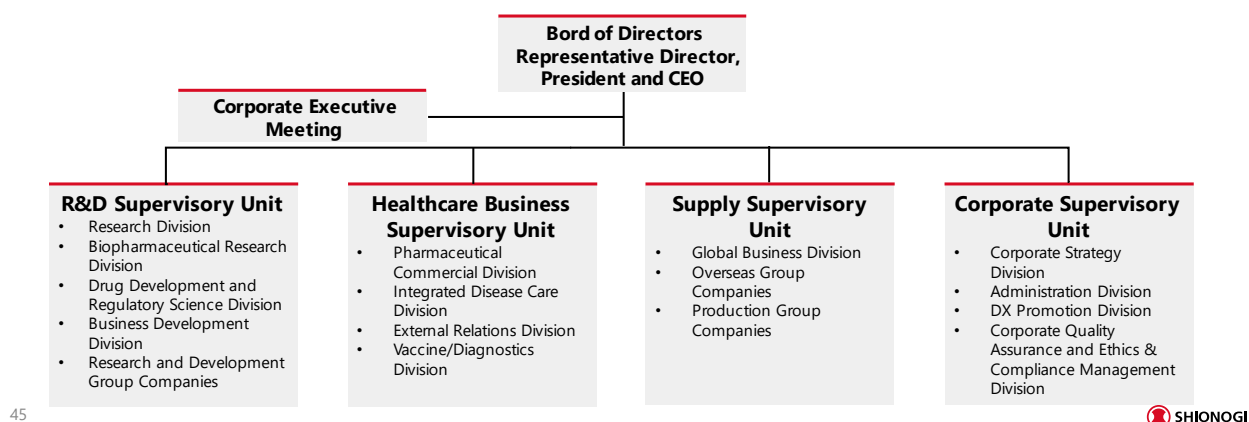 Bord of Directors
Representative Director,
President and CEO
Corporate Executive
Meeting
R&D Supervisory Unit
• Research Division
• Biopharmaceutical Research
Division
• Drug Development and
Regulatory Science Division
• Business Development
Division
• Research and Development
Group Companies
Healthcare Business
Supervisory Unit
• Pharmaceutical
Commercial Division
• Integrated Disease Care
Division
• External Relations Division
• Vaccine/Diagnostics
Division
Supply Supervisory
Unit
• Global Business Division
• Overseas Group
Companies
• Production Group
Companies
Corporate Supervisory
Unit
• Corporate Strategy
Division
• Administration Division
• DX Promotion Division
• Corporate Quality
Assurance and Ethics &
Compliance Management
Division
45
SHIONOGI